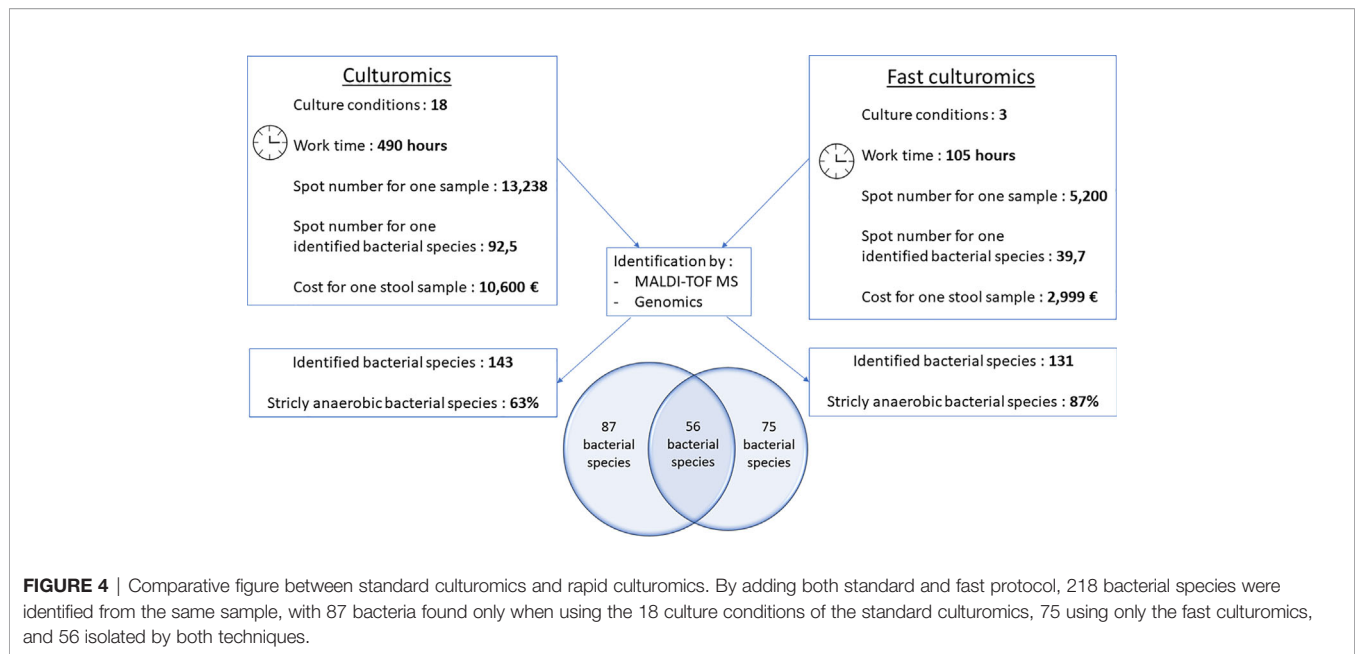 Culturomics
Culture conditions : 18
Work time : 490 hours
Spot number for one sample : 13,238
Spot number for one
identified bacterial species : 92,5
Cost for one stool sample : 10,600 €
Fast culturomics
Culture conditions : 3
Work time : 105 hours
Spot number for one sample : 5,200
Spot number for one
identified bacterial species : 39,7
Cost for one stool sample : 2,999 €
Identification by :
- MALDI-TOF MS
- Genomics
Identified bacterial species : 143
Stricly anaerobic bacterial species : 63%
Identified bacterial species : 131
Stricly anaerobic bacterial species : 87%
87
bacterial
species
56
bacterial
species
75
bacterial
species
FIGURE 4 | Comparative figure between standard culturomics and rapid culturomics. By adding both standard and fast protocol, 218 bacterial species were
identified from the same sample, with 87 bacteria found only when using the 18 culture conditions of the standard culturomics, 75 using only the fast culturomics,
and 56 isolated by both techniques.